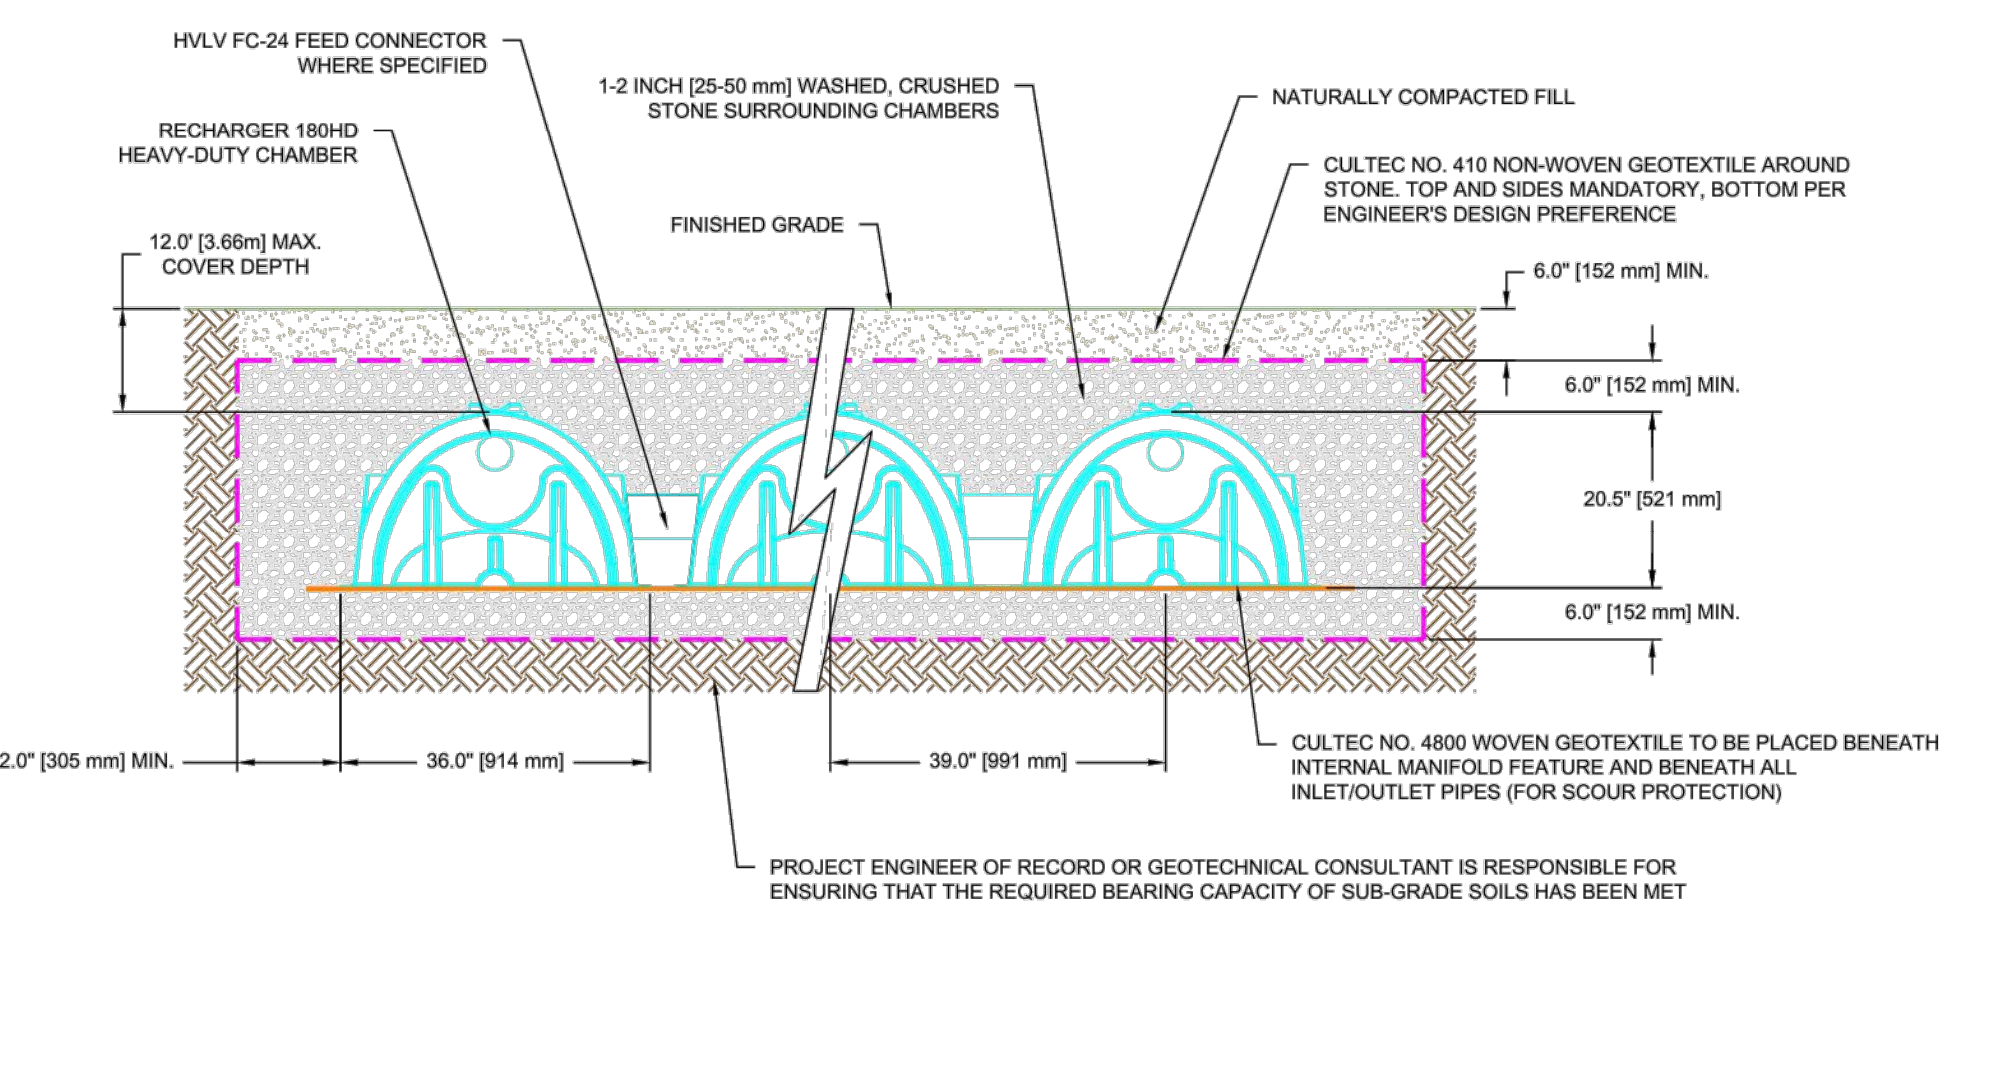 HVLV FC-24 FEED CONNECTOR
WHERE SPECIFIED
1-2 INCH [25-50 mm] WASHED, CRUSHED
STONE SURROUNDING CHAMBERS
NATURALLY COMPACTED FILL
RECHARGER 180HD
HEAVY-DUTY CHAMBER
CULTEC NO. 410 NON-WOVEN GEOTEXTILE AROUND
STONE. TOP AND SIDES MANDATORY, BOTTOM PER
ENGINEER'S DESIGN PREFERENCE
FINISHED GRADE
12.0' [3.66m] MAX.
COVER DEPTH
6.0" [152 mm] MIN.
6.0" [152 mm] MIN.
20.5" [521 mm]
6.0" [152 mm] MIN.
2.0" [305 mm] MIN.
36.0" [914 mm]
39.0" [991 mm]
CULTEC NO. 4800 WOVEN GEOTEXTILE TO BE PLACED BENEATH
INTERNAL MANIFOLD FEATURE AND BENEATH ALL
INLET/OUTLET PIPES (FOR SCOUR PROTECTION)
PROJECT ENGINEER OF RECORD OR GEOTECHNICAL CONSULTANT IS RESPONSIBLE FOR
ENSURING THAT THE REQUIRED BEARING CAPACITY OF SUB-GRADE SOILS HAS BEEN MET